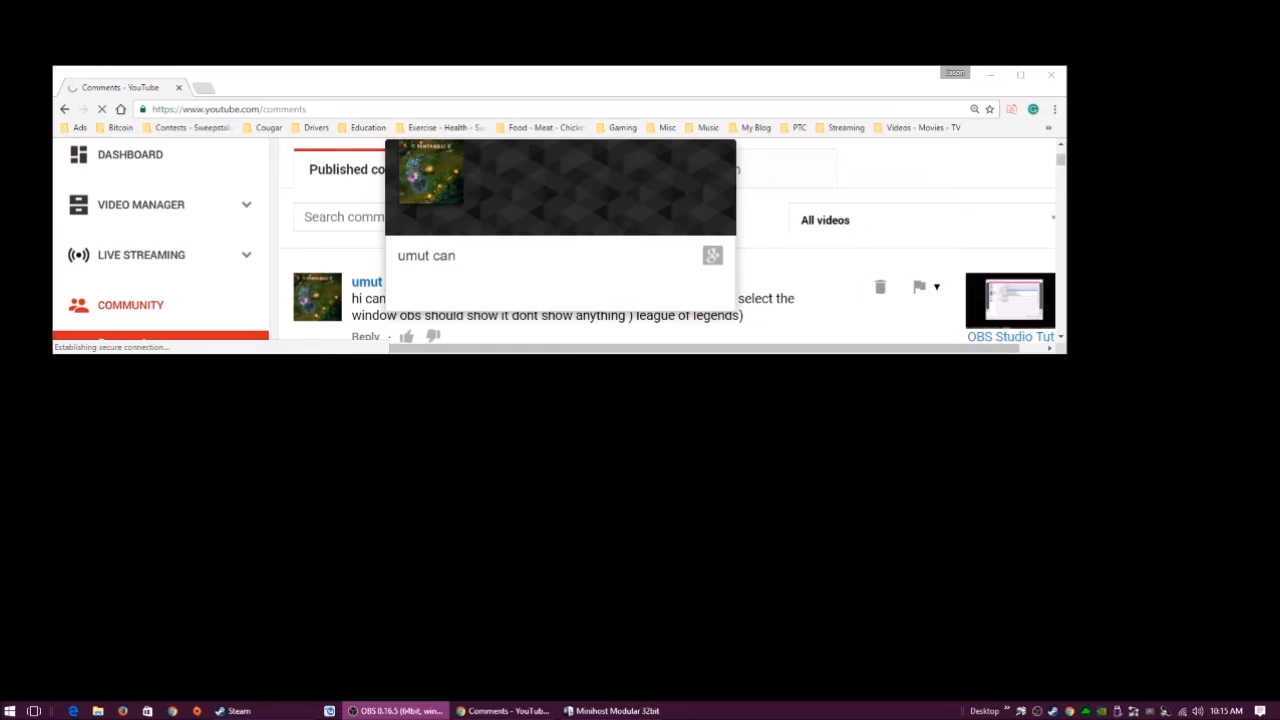 Jason
Comments - YouTube
https://www.youtube.com/comments
Ads Bitcoin Contests - Sweepstak Cougar Drivers Education Exercise - Health - Su Food - Meat - Chicke Gaming Misc Music My Blog PTC Streaming Videos - Movies - TV »
DASHBOARD
VIDEO MANAGER
LIVE STREAMING
COMMUNITY
Published co
Search comm
All videos
umut can
umut
hi can
select the
window obs should show it dont show anything ) league of legends)
Reply
OBS Studio Tut
Establishing secure connection...
Steam OBS 0.16.5 (64bit, win... Comments - YouTub... Minihost Modular 32bit Desktop » 10:15 AM